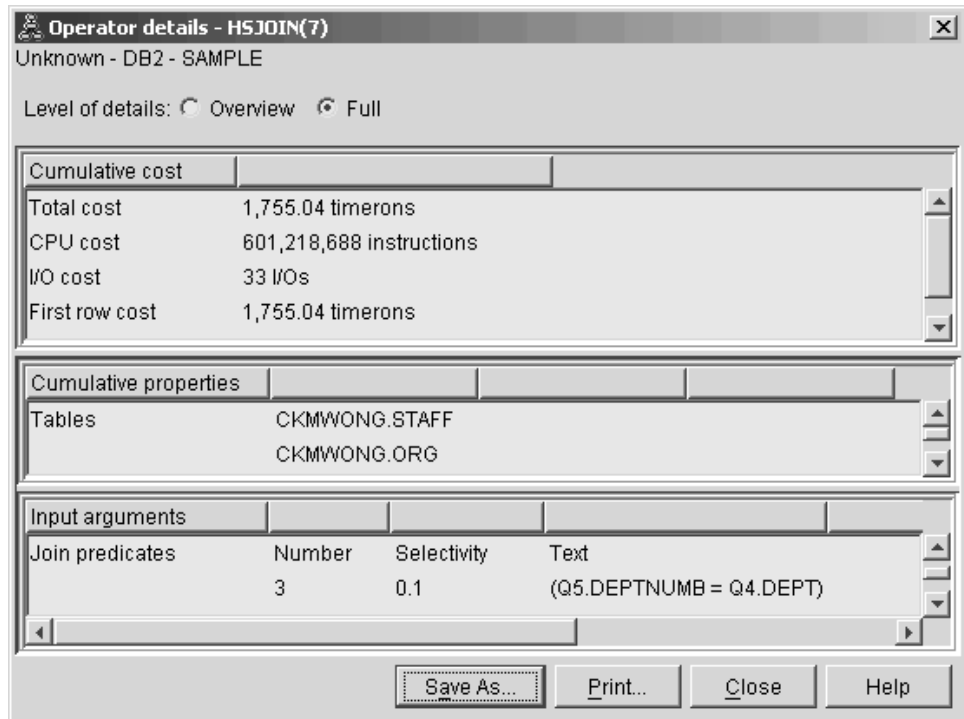 Operator details - HSJOIN(7)
Unknown - DB2 - SAMPLE
Level of details: Overview Full
Cumulative cost
Total cost 1,755.04 timerons
CPU cost 601,218,688 instructions
I/O cost 33 I/Os
First row cost 1,755.04 timerons
Cumulative properties
Tables CKMWONG.STAFF
CKMWONG.ORG
Input arguments
Join predicates Number Selectivity Text
3 0.1 (Q5.DEPTNUMB = Q4.DEPT)
Save As... Print... Close Help